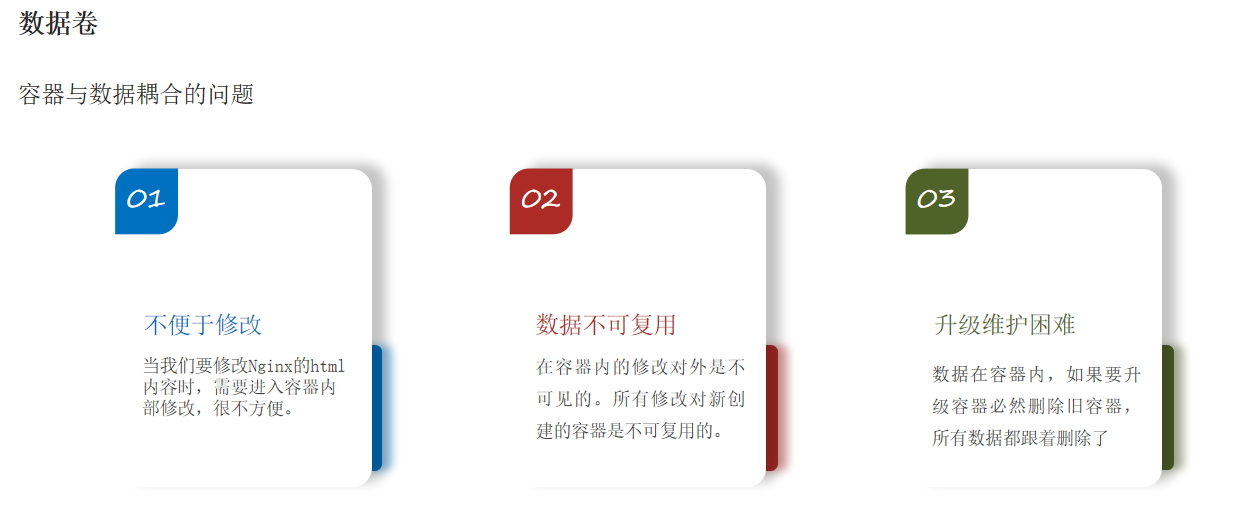 数据卷
容器与数据耦合的问题
01
不便于修改
当我们要修改Nginx的html
内容时，需要进入容器内
部修改，很不方便。
02
数据不可复用
在容器内的修改对外是不
可见的。所有修改对新创
建的容器是不可复用的。
03
升级维护困难
数据在容器内，如果要升
级容器必然删除旧容器，
所有数据都跟着删除了